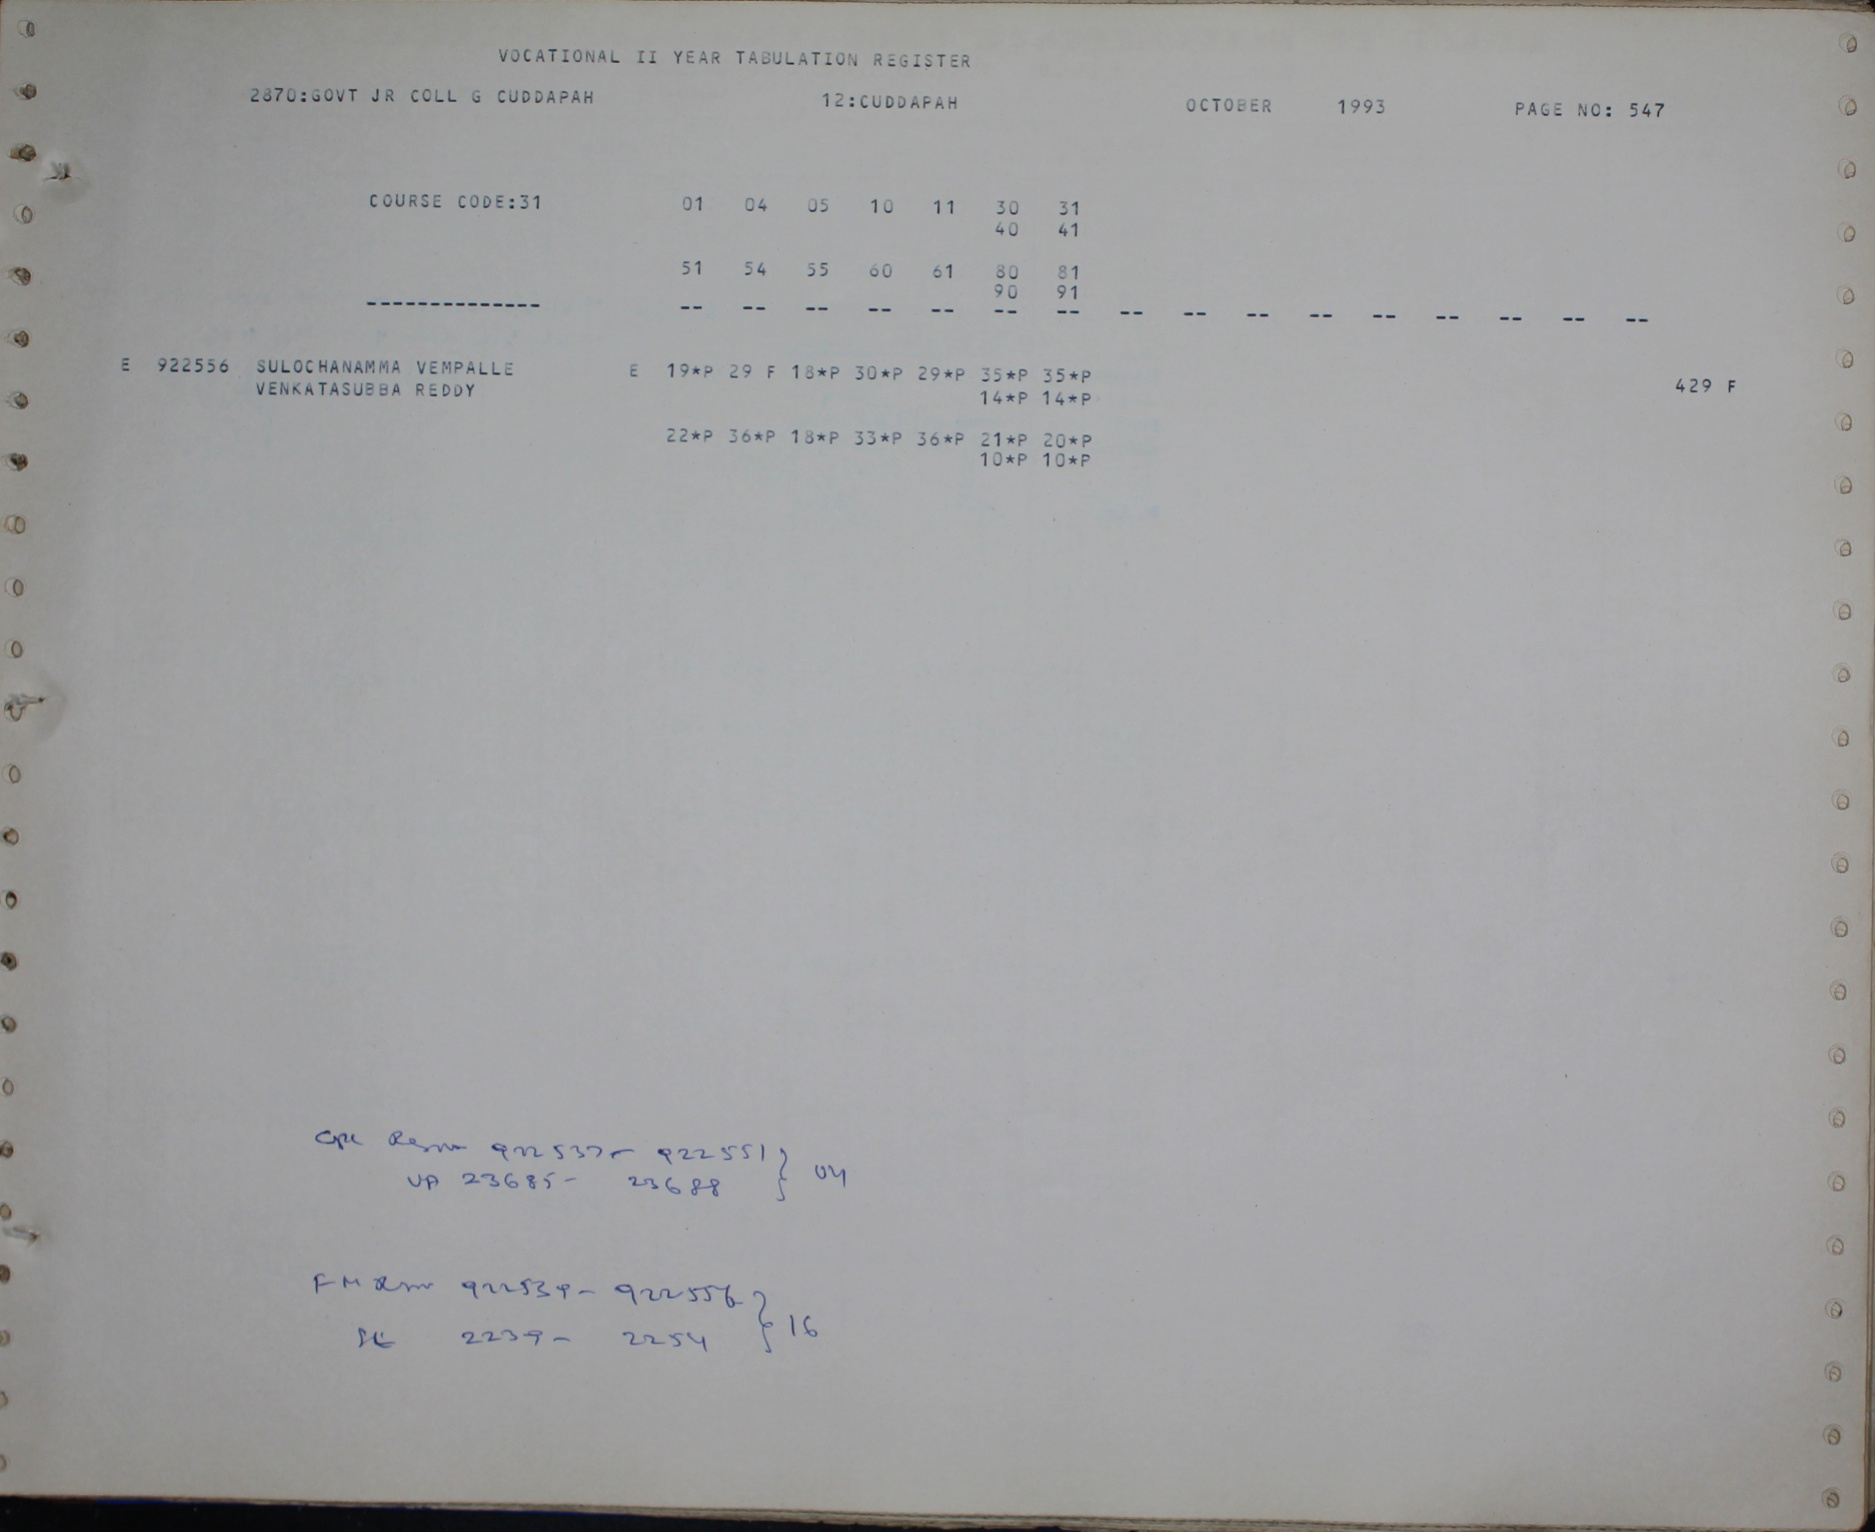 VOCATIONAL II YEAR TABULATION REGISTER
2870:GOVT JR COLL G CUDDAPAH 12:CUDDAPAH OCTOBER 1993 PAGE NO: 547
COURSE CODE:31 01 04 05 10 11 30 31
40 41
51 54 55 60 61 80 81
90 91
-------------- -- -- -- -- -- -- -- -- -- -- -- -- -- -- -- --
E 922556 SULOCHANAMMA VEMPALLE E 19*P 29 F 18*P 30*P 29*P 35*P 35*P
VENKATASUBBA REDDY 14*P 14*P 429 F
22*P 36*P 18*P 33*P 36*P 21*P 20*P
10*P 10*P
922537- 922551 } 04
23685- 23688
FM 922539- 922556 } 16
2239- 2254